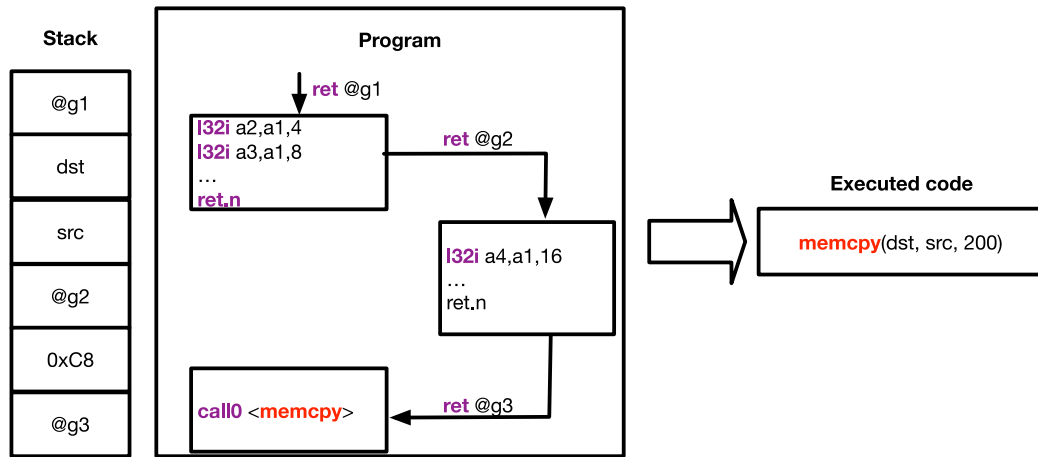 Stack
@g1
dst
src
@g2
0xC8
@g3
Program
ret @g1
l32i a2,a1,4
l32i a3,a1,8
...
ret.n
ret @g2
l32i a4,a1,16
...
ret.n
ret @g3
call0 <memcpy>
Executed code
memcpy(dst, src, 200)